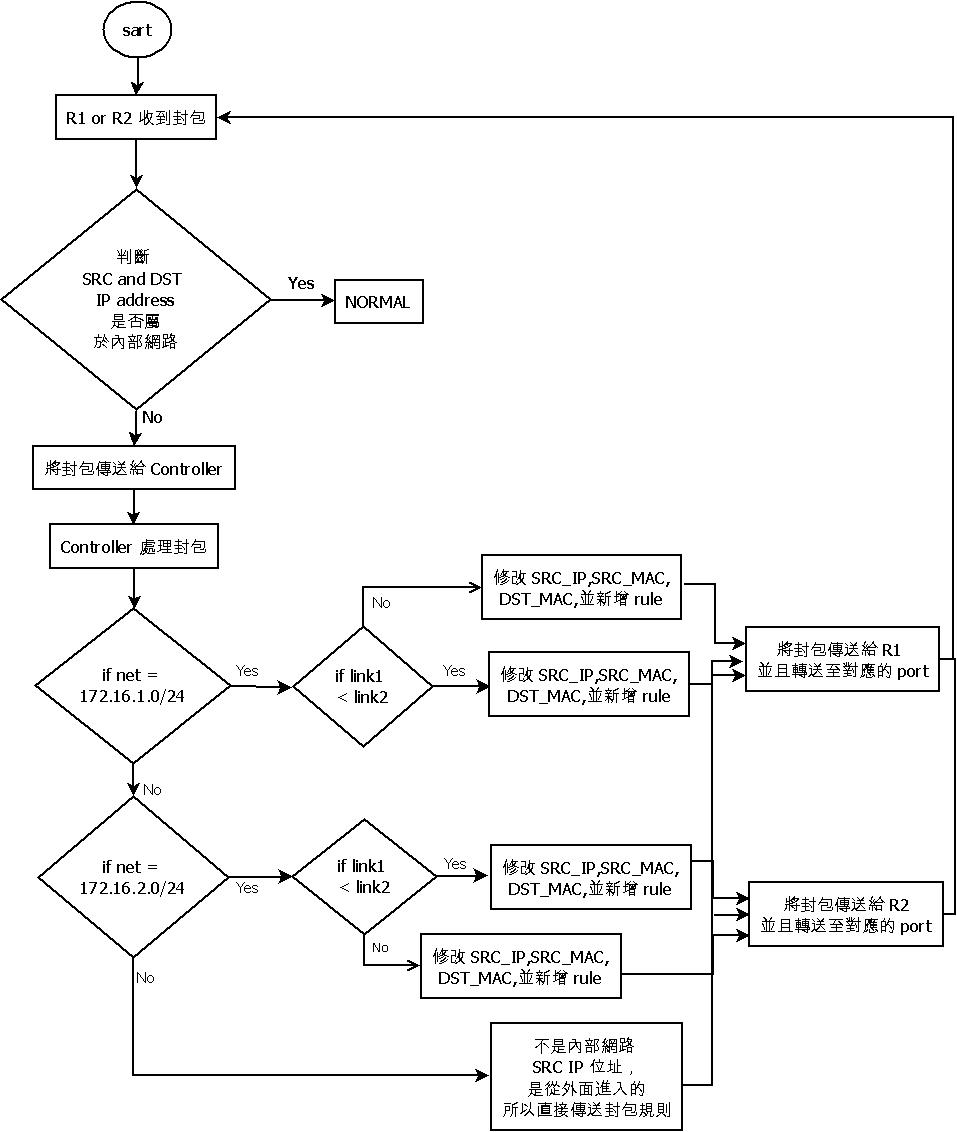 sart
R1 or R2 收到封包
判斷
SRC and DST
IP address
是否屬
於內部網路
Yes
NORMAL
No
將封包傳送給 Controller
Controller 處理封包
if net =
172.16.1.0/24
Yes
if link1
< link2
No
修改 SRC_IP,SRC_MAC,
DST_MAC,並新增 rule
Yes
修改 SRC_IP,SRC_MAC,
DST_MAC,並新增 rule
將封包傳送給 R1
並且轉送至對應的 port
No
if net =
172.16.2.0/24
Yes
if link1
< link2
Yes
修改 SRC_IP,SRC_MAC,
DST_MAC,並新增 rule
No
修改 SRC_IP,SRC_MAC,
DST_MAC,並新增 rule
將封包傳送給 R2
並且轉送至對應的 port
No
不是內部網路
SRC IP 位址，
是從外面進入的
所以直接傳送封包規則